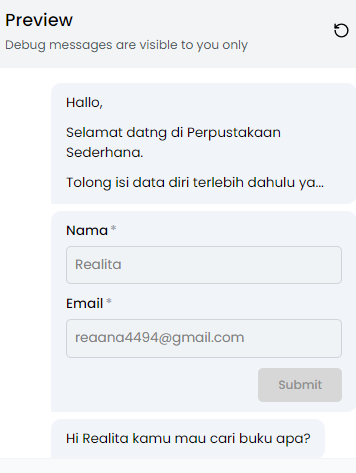 Preview
Debug messages are visible to you only
Hallo,
Selamat datng di Perpustakaan
Sederhana.
Tolong isi data diri terlebih dahulu ya...
Nama *
Realita
Email *
reaana4494@gmail.com
Submit
Hi Realita kamu mau cari buku apa?